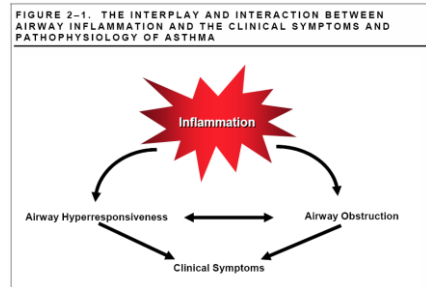 FIGURE 2–1. THE INTERPLAY AND INTERACTION BETWEEN
AIRWAY INFLAMMATION AND THE CLINICAL SYMPTOMS AND
PATHOPHYSIOLOGY OF ASTHMA
Inflammation
Airway Hyperresponsiveness
Airway Obstruction
Clinical Symptoms